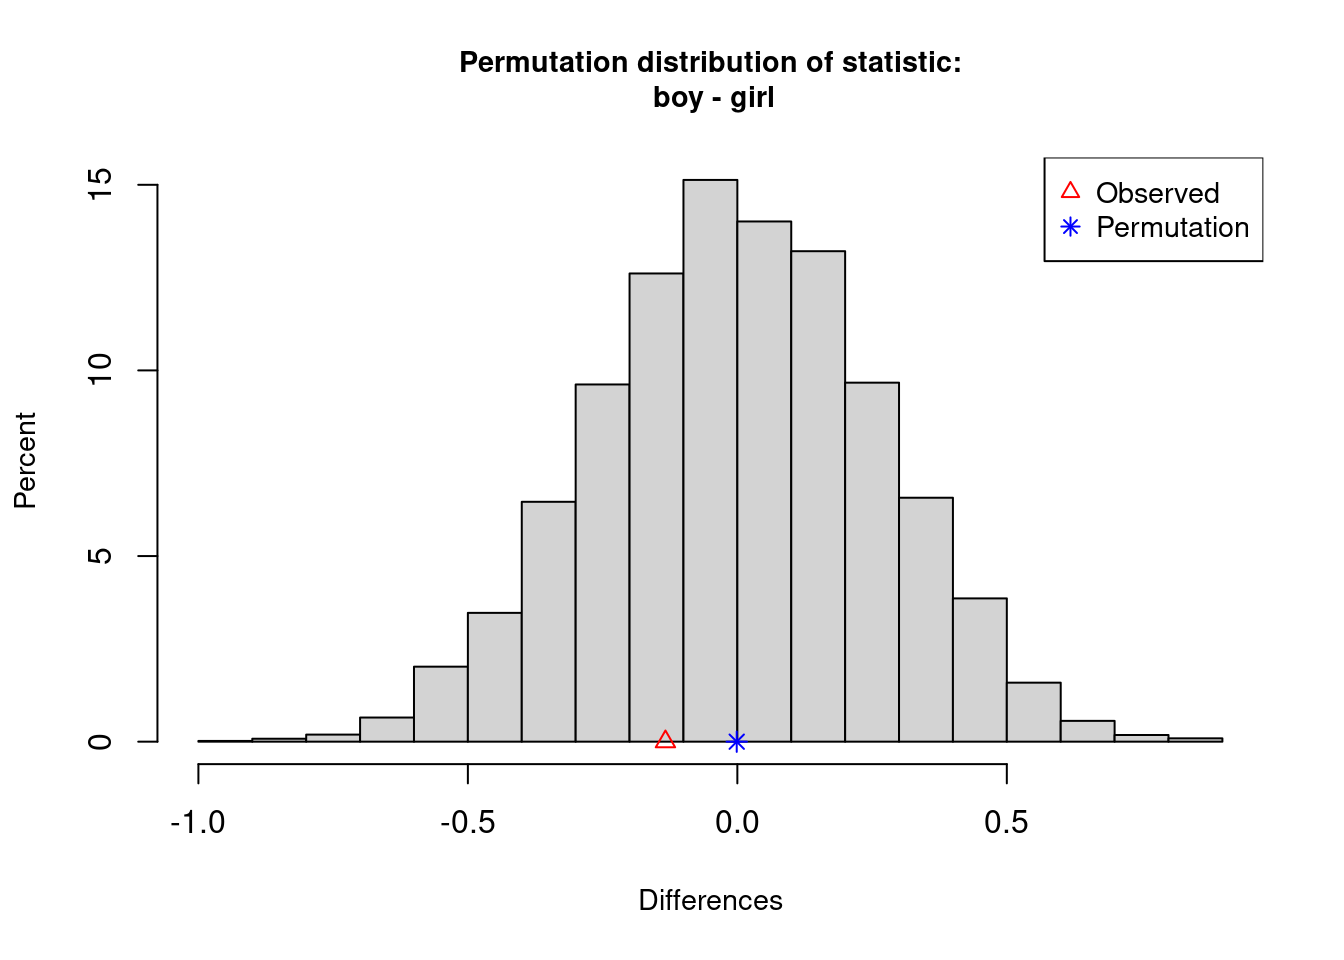 Permutation distribution of statistic:
boy - girl
Observed
Permutation
15
10
5
0
Percent
-1.0 -0.5 0.0 0.5
Differences